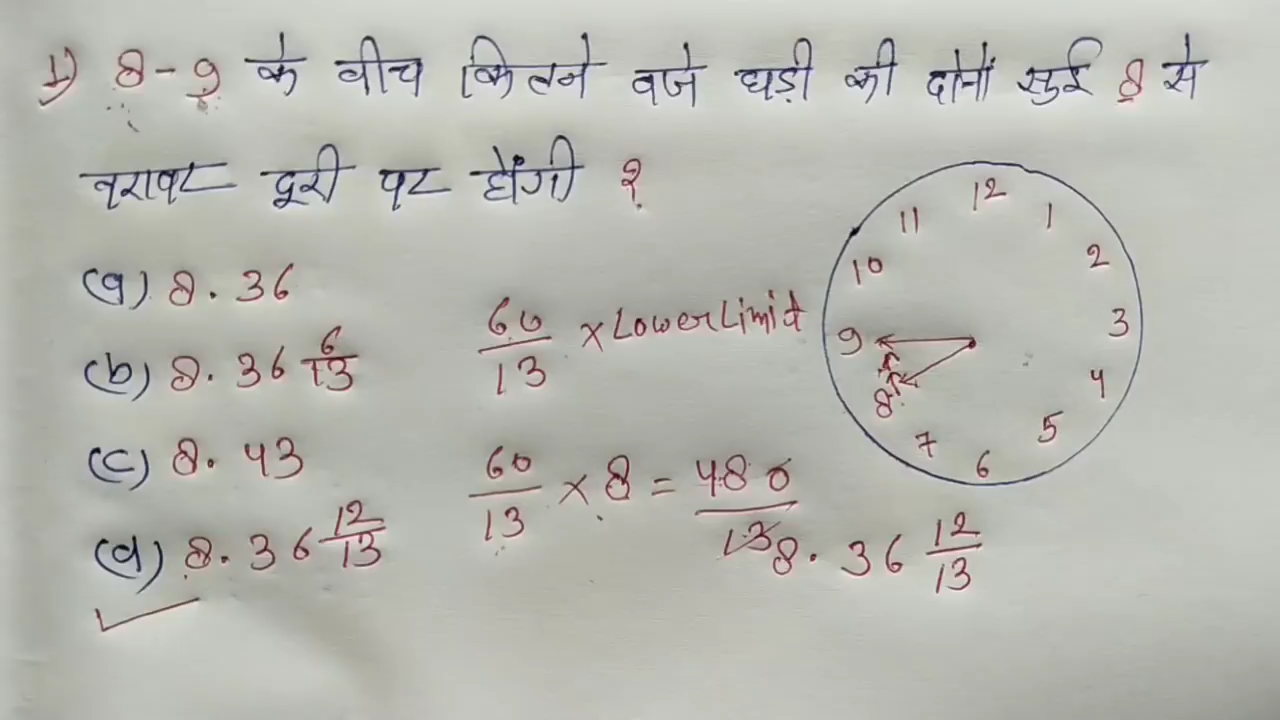 1) 8-9 के बीच कितने बजे घड़ी की दोनों सुई 8 से
बराबर दूरी पर होंगी ?
(a) 8. 36
(b) 8. 36 6/13
(c) 8. 43
(d) 8. 36 12/13
60/13 × Lower Limit
60/13 × 8 = 480/13
8. 36 12/13
12
1
2
3
4
5
6
7
8
9
10
11